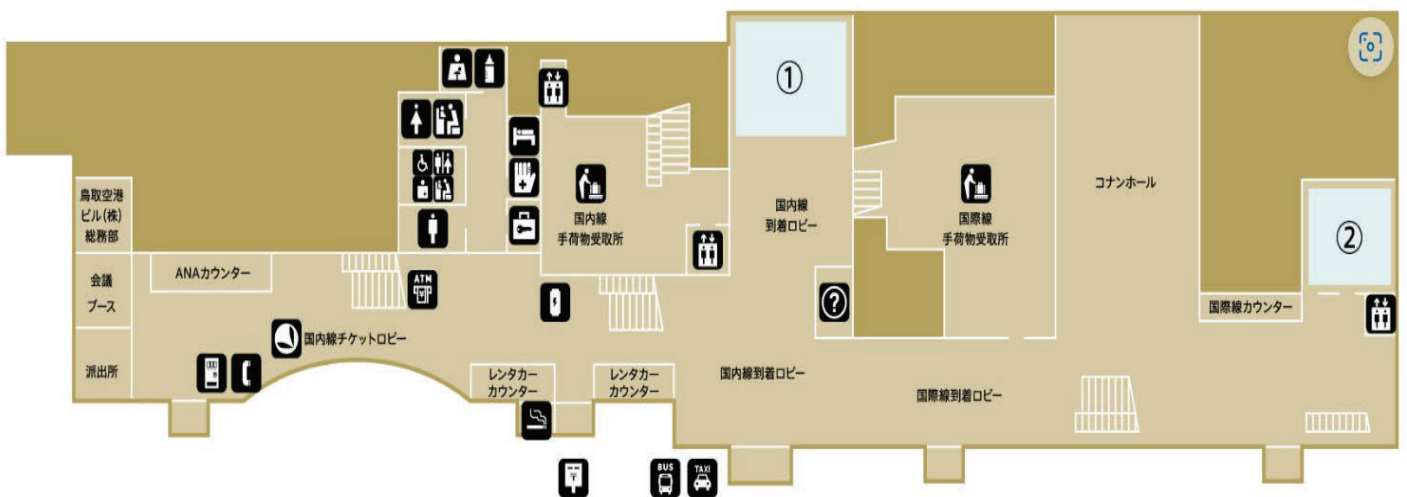 ①
鳥取空港
ビル(株)
総務部
国内線
手荷物受取所
国内線
到着ロビー
国際線
手荷物受取所
コナンホール
②
会議
ブース
ANAカウンター
ATM
国際線カウンター
?
国内線チケットロビー
派出所
レンタカー
カウンター
レンタカー
カウンター
国内線到着ロビー
国際線到着ロビー
BUS
TAXI